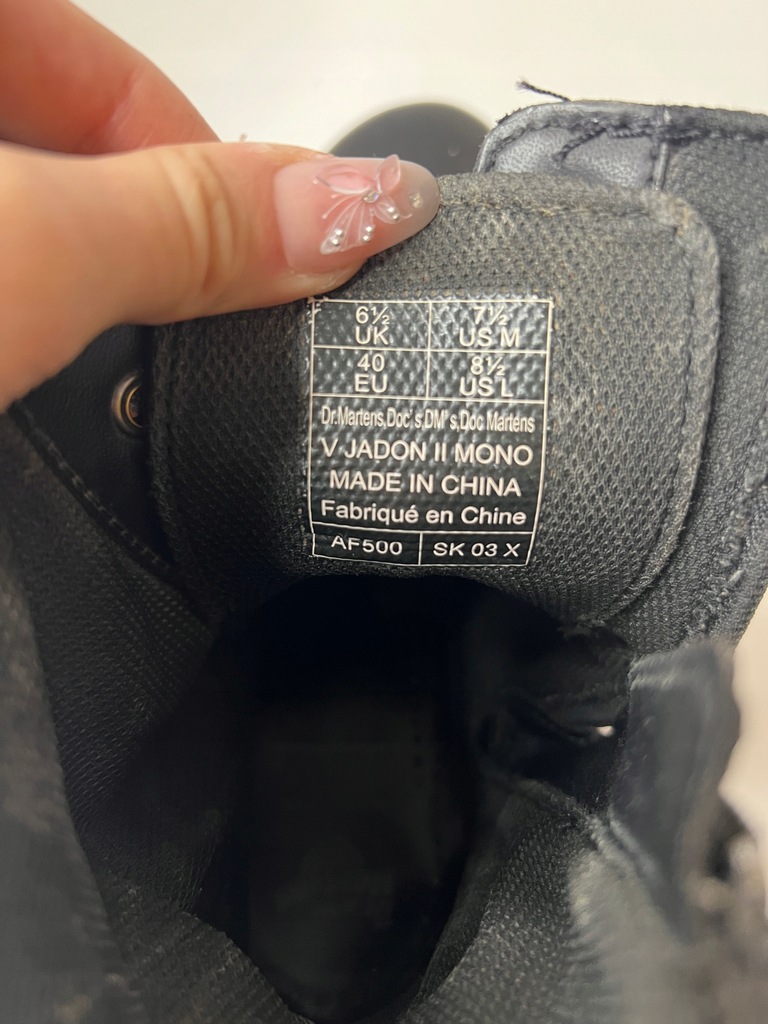 6½ UK
7½ US M
40 EU
8½ US L
Dr.Martens,Doc's,DM's,Doc Martens
V JADON II MONO
MADE IN CHINA
Fabriqué en Chine
AF500
SK 03 X